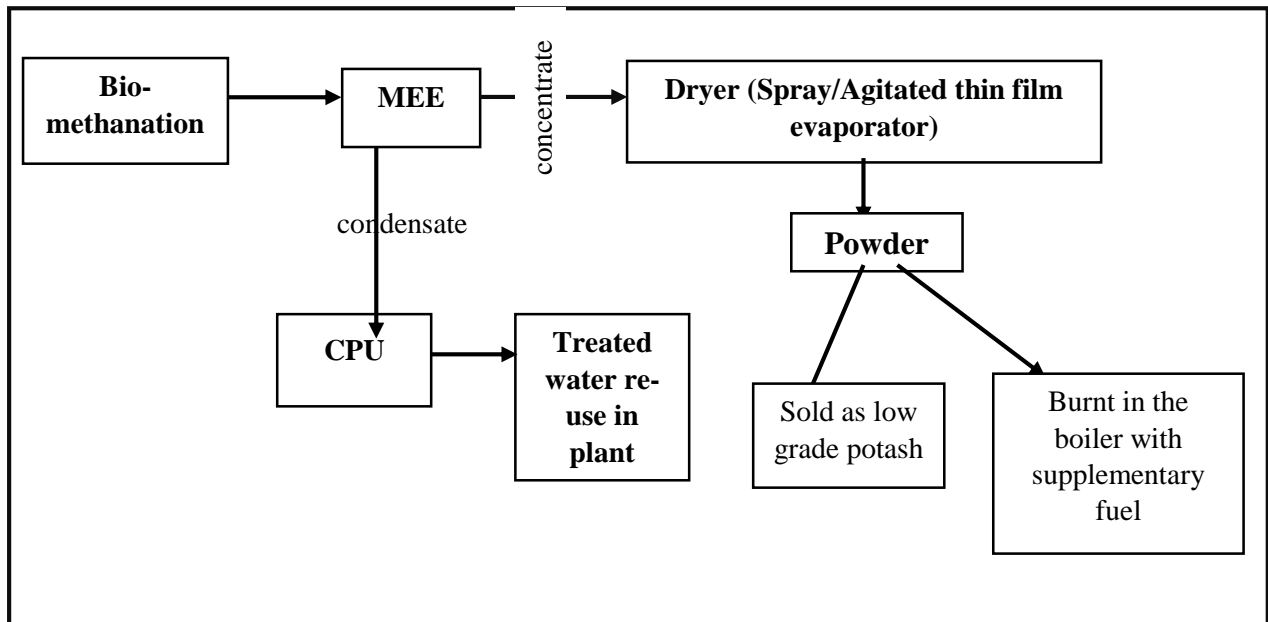 Bio-
methanation
MEE
concentrate
Dryer (Spray/Agitated thin film
evaporator)
condensate
Powder
CPU
Treated
water re-
use in
plant
Sold as low
grade potash
Burnt in the
boiler with
supplementary
fuel